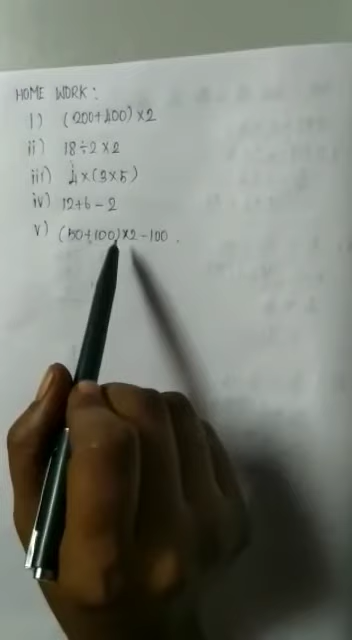 HOME WORK:
i) (200+400) ×2
ii) 18÷2×2
iii) 4×(3×5)
iv) 12+6-2
v) (50+100)×2-100.